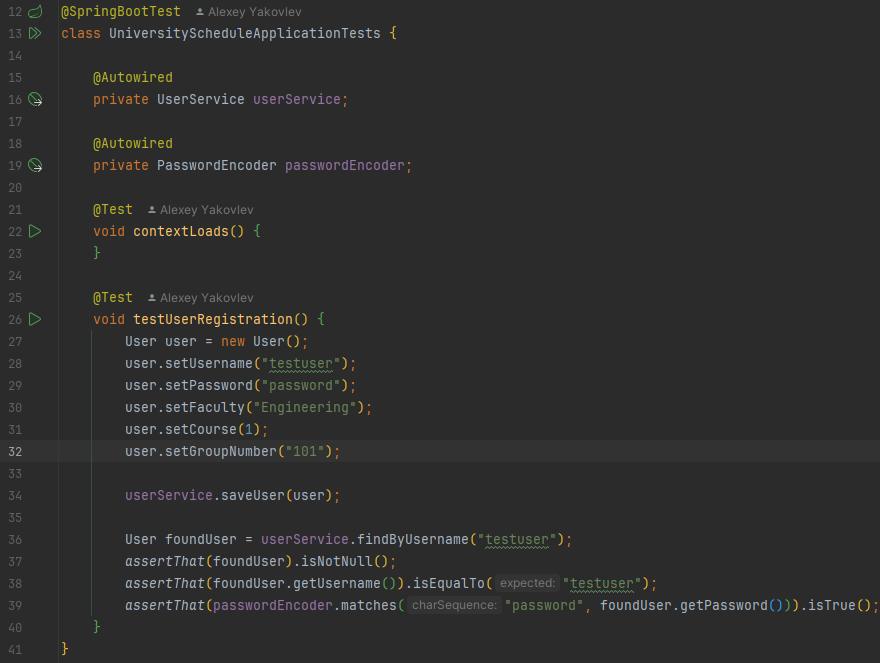 12 @SpringBootTest Alexey Yakovlev
13 class UniversityScheduleApplicationTests {
14
15 @Autowired
16 private UserService userService;
17
18 @Autowired
19 private PasswordEncoder passwordEncoder;
20
21 @Test Alexey Yakovlev
22 void contextLoads() {
23 }
24
25 @Test Alexey Yakovlev
26 void testUserRegistration() {
27 User user = new User();
28 user.setUsername("testuser");
29 user.setPassword("password");
30 user.setFaculty("Engineering");
31 user.setCourse(1);
32 user.setGroupNumber("101");
33
34 userService.saveUser(user);
35
36 User foundUser = userService.findByUsername("testuser");
37 assertThat(foundUser).isNotNull();
38 assertThat(foundUser.getUsername()).isEqualTo( expected: "testuser");
39 assertThat(passwordEncoder.matches( charSequence: "password", foundUser.getPassword())).isTrue();
40 }
41 }